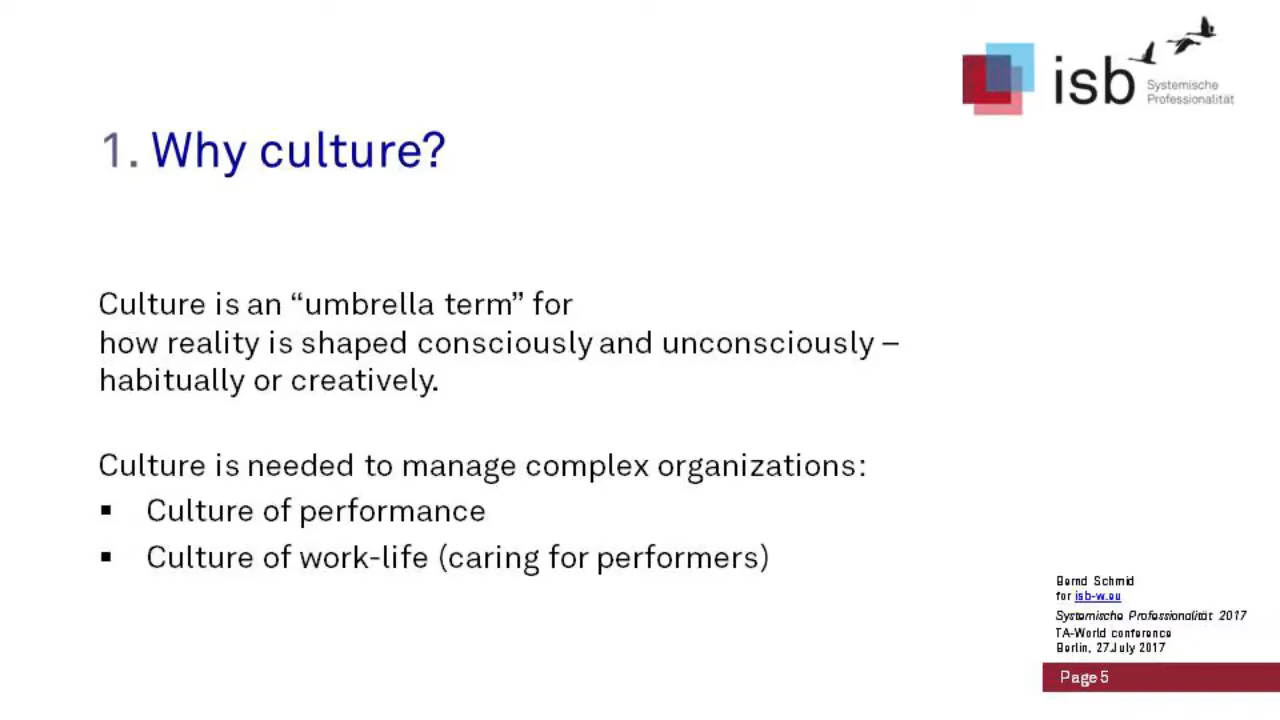 isb
Systemische
Professionalität
1. Why culture?
Culture is an “umbrella term” for
how reality is shaped consciously and unconsciously –
habitually or creatively.
Culture is needed to manage complex organizations:
▪ Culture of performance
▪ Culture of work-life (caring for performers)
Bernd Schmid
for isb-w.eu
Systemische Professionalität 2017
TA-World conference
Berlin, 27.July 2017
Page 5